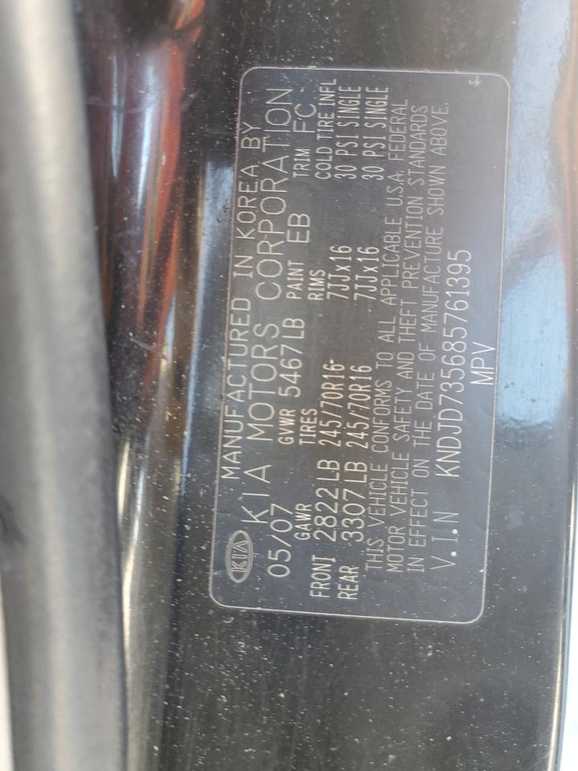 KIA
MANUFACTURED IN KOREA BY
KIA MOTORS CORPORATION
05/07 GVWR 5467LB PAINT EB TRIM FC
GAWR TIRES RIMS COLD TIRE INFL
FRONT 2822LB 245/70R16 7JJx16 30 PSI SINGLE
REAR 3307LB 245/70R16 7JJx16 30 PSI SINGLE
THIS VEHICLE CONFORMS TO ALL APPLICABLE U.S.A. FEDERAL
MOTOR VEHICLE SAFETY AND THEFT PREVENTION STANDARDS
IN EFFECT ON THE DATE OF MANUFACTURE SHOWN ABOVE.
V.I.N KNDJD735685761395
MPV